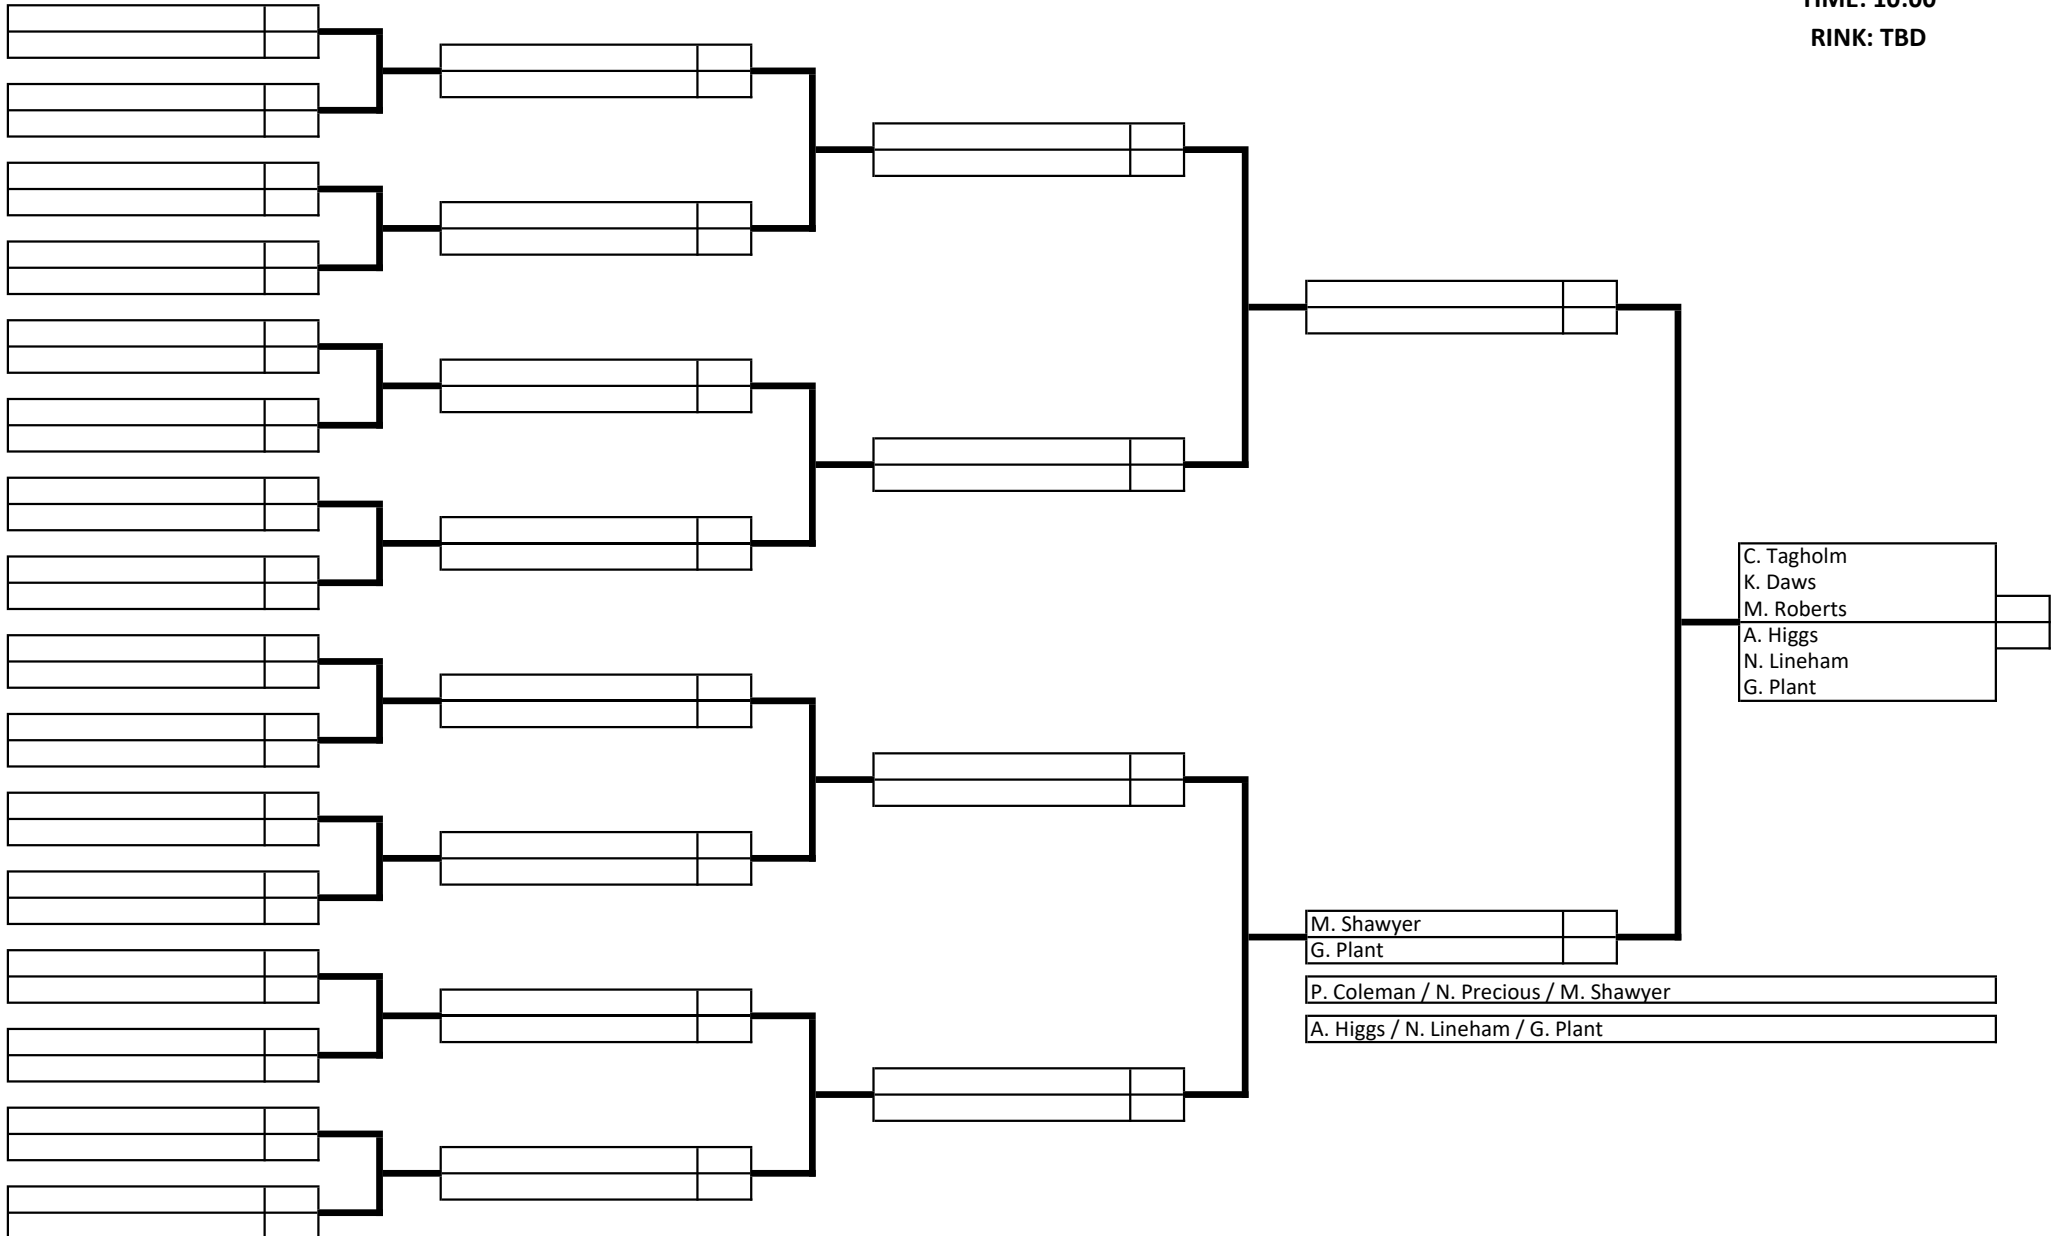 TIME: 10:00
RINK: TBD
C. Tagholm
K. Daws
M. Roberts
A. Higgs
N. Lineham
G. Plant
M. Shawyer
G. Plant
P. Coleman / N. Precious / M. Shawyer
A. Higgs / N. Lineham / G. Plant